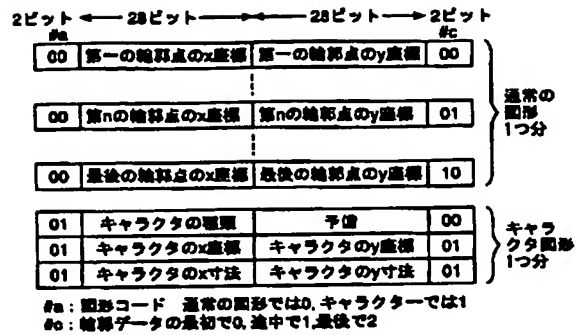 2ビット 28ビット 28ビット 2ビット
#a #c
00 第一の輪郭点のx座標 第一の輪郭点のy座標 00
00 第nの輪郭点のx座標 第nの輪郭点のy座標 01
00 最後の輪郭点のx座標 最後の輪郭点のy座標 10
通常の
図形
1つ分
01 キャラクタの種類 予備 00
01 キャラクタのx座標 キャラクタのy座標 01
01 キャラクタのx寸法 キャラクタのy寸法 01
キャラ
クタ図形
1つ分
#a:図形コード 通常の図形では0,キャラクターでは1
#c:輪郭データの最初で0,途中で1,最後で2